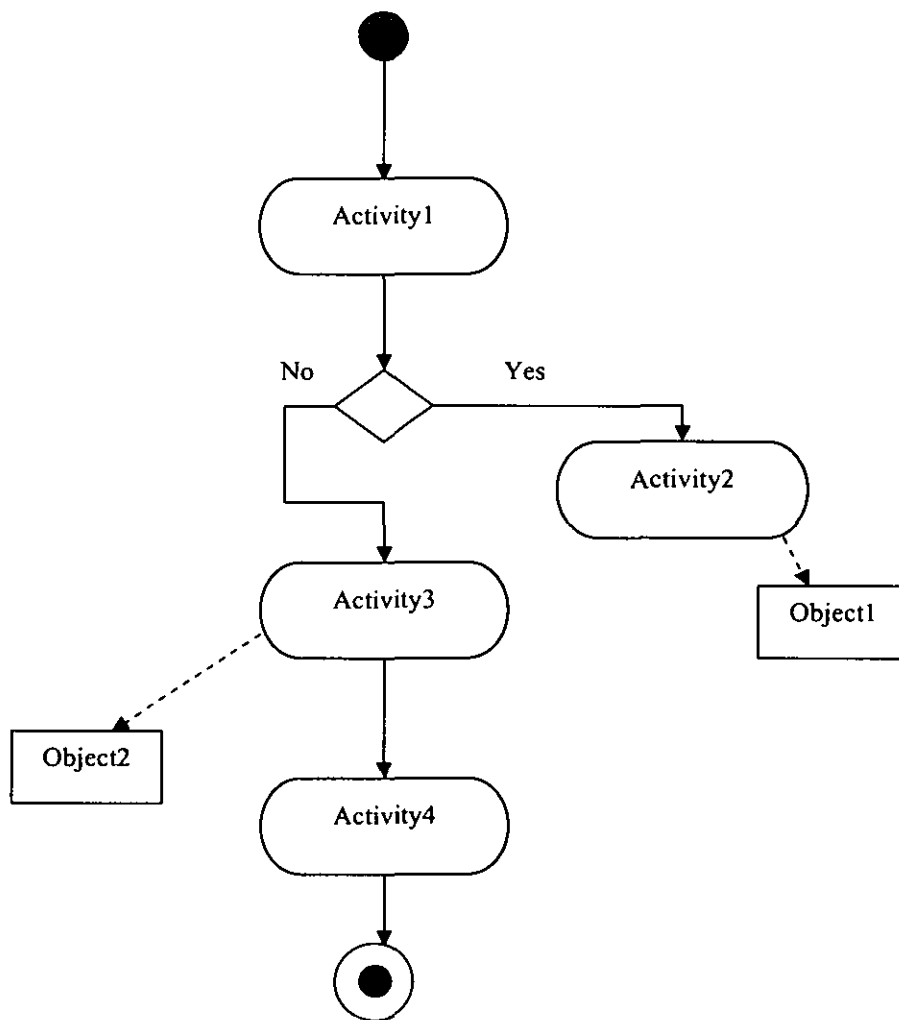 Activity1
No
Yes
Activity2
Activity3
Object1
Object2
Activity4